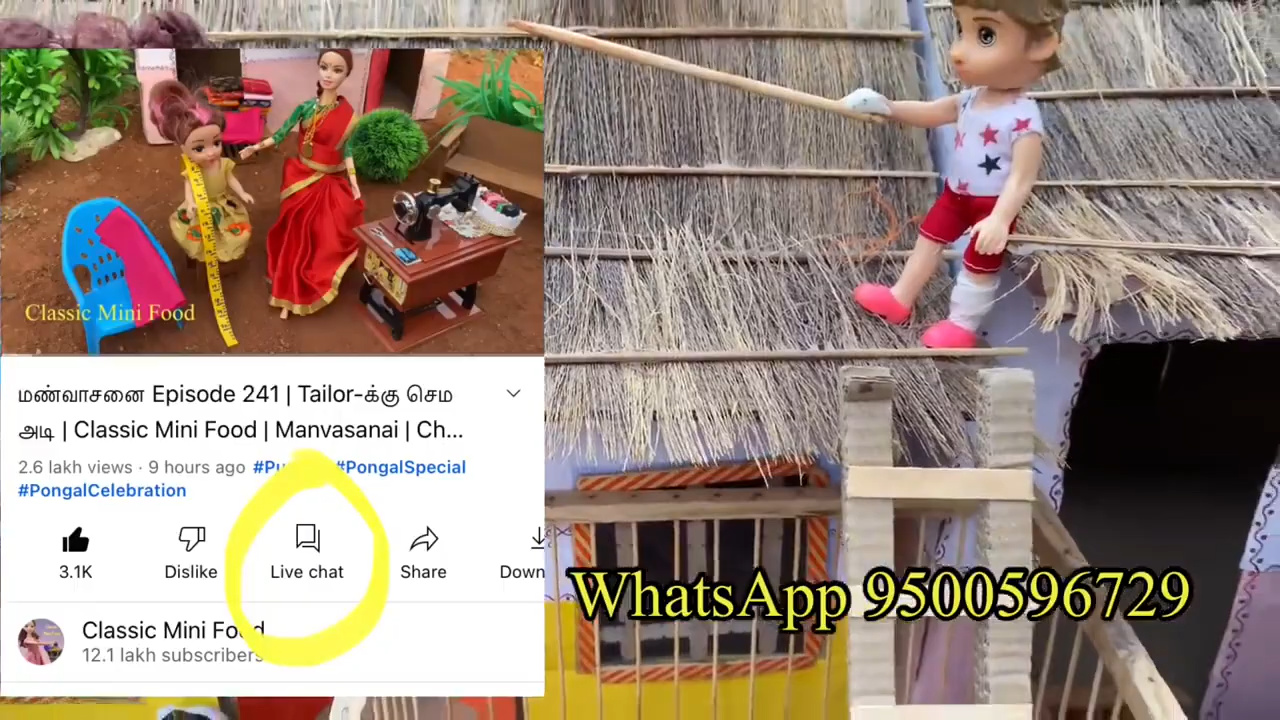 Classic Mini Food
மண்வாசனை Episode 241 | Tailor-க்கு செம
அடி | Classic Mini Food | Manvasanai | Ch...
2.6 lakh views · 9 hours ago #PongalSpecial
#PongalCelebration
3.1K
Dislike
Live chat
Share
Down
Classic Mini Food
12.1 lakh subscribers
WhatsApp 9500596729